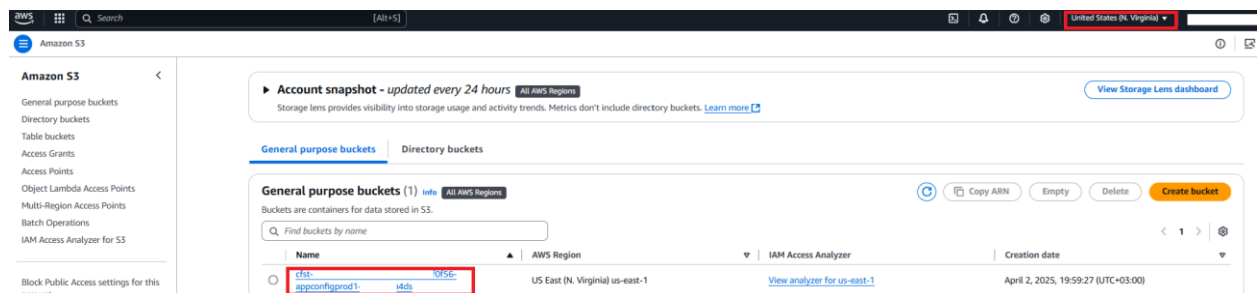 aws
Search
[Alt+S]
United States (N. Virginia)
Amazon S3
Amazon S3
General purpose buckets
Directory buckets
Table buckets
Access Grants
Access Points
Object Lambda Access Points
Multi-Region Access Points
Batch Operations
IAM Access Analyzer for S3
Block Public Access settings for this
Account snapshot - updated every 24 hours All AWS Regions
Storage lens provides visibility into storage usage and activity trends. Metrics don't include directory buckets. Learn more
View Storage Lens dashboard
General purpose buckets Directory buckets
General purpose buckets (1) Info All AWS Regions
Buckets are containers for data stored in S3.
Copy ARN Empty Delete Create bucket
Find buckets by name
1
Name AWS Region IAM Access Analyzer Creation date
cfst- 0f56-
appconfigprod1- 4ds
US East (N. Virginia) us-east-1 View analyzer for us-east-1 April 2, 2025, 19:59:27 (UTC+03:00)